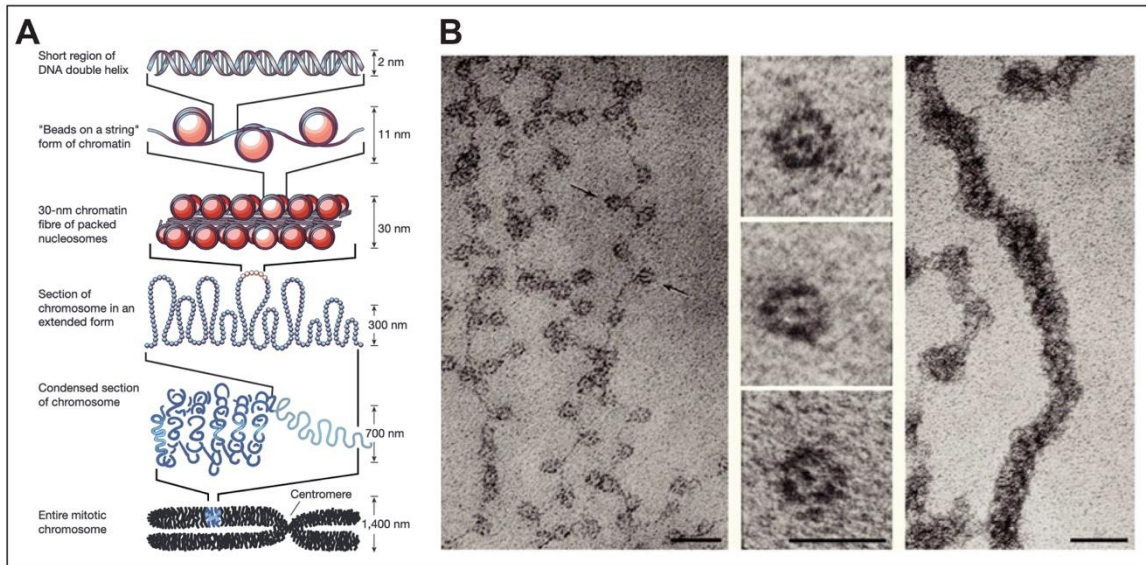 A
Short region of
DNA double helix
2 nm
"Beads on a string"
form of chromatin
11 nm
30-nm chromatin
fibre of packed
nucleosomes
30 nm
Section of
chromosome in an
extended form
300 nm
Condensed section
of chromosome
700 nm
Centromere
Entire mitotic
chromosome
1,400 nm
B